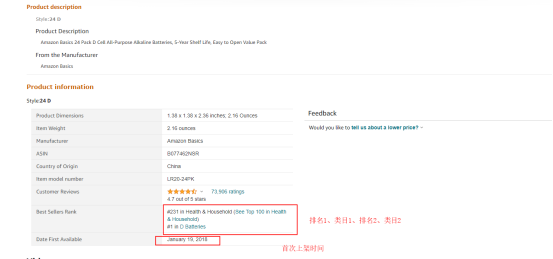 Product description
Style:24 D
Product Description
Amazon Basics 24 Pack D Cell All-Purpose Alkaline Batteries, 5-Year Shelf Life, Easy to Open Value Pack
From the Manufacturer
Amazon Basics
Product information
Style:24 D
Product Dimensions 1.38 x 1.38 x 2.36 inches; 2.16 Ounces
Item Weight 2.16 ounces
Manufacturer Amazon Basics
ASIN B077462NSR
Country of Origin China
Item model number LR20-24PK
Customer Reviews 73,906 ratings
4.7 out of 5 stars
Best Sellers Rank #231 in Health & Household (See Top 100 in Health & Household)
#1 in D Batteries
Date First Available January 19, 2018
Feedback
Would you like to tell us about a lower price?
排名1、类目1、排名2、类目2
首次上架时间